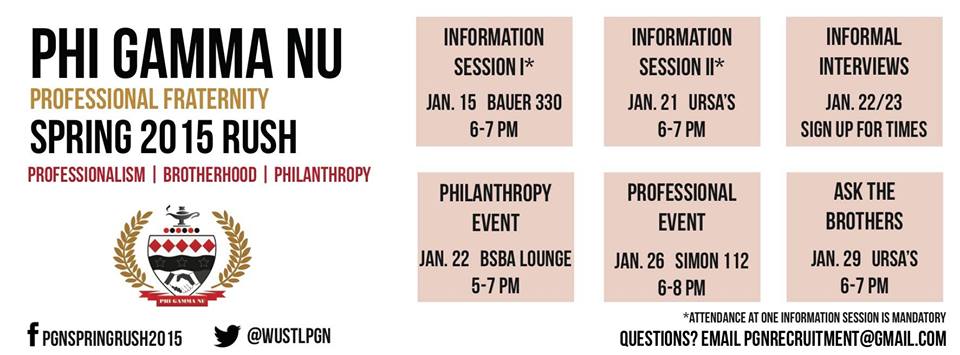 PHI GAMMA NU
PROFESSIONAL FRATERNITY
SPRING 2015 RUSH
PROFESSIONALISM | BROTHERHOOD | PHILANTHROPY
PHI GAMMA NU
f PGNSPRINGRUSH2015
@WUSTLPGN
INFORMATION
SESSION I*
JAN. 15 BAUER 330
6-7 PM
INFORMATION
SESSION II*
JAN. 21 URSA'S
6-7 PM
INFORMAL
INTERVIEWS
JAN. 22/23
SIGN UP FOR TIMES
PHILANTHROPY
EVENT
JAN. 22 BSBA LOUNGE
5-7 PM
PROFESSIONAL
EVENT
JAN. 26 SIMON 112
6-8 PM
ASK THE
BROTHERS
JAN. 29 URSA'S
6-7 PM
*ATTENDANCE AT ONE INFORMATION SESSION IS MANDATORY
QUESTIONS? EMAIL PGNRECRUITMENT@GMAIL.COM